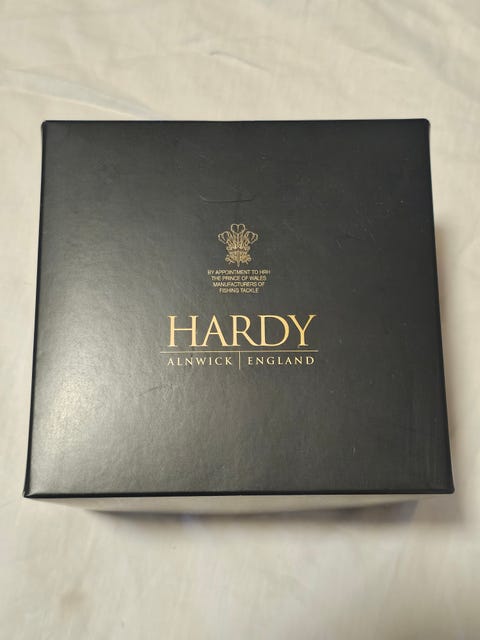 BY APPOINTMENT TO HRH
THE PRINCE OF WALES
MANUFACTURERS OF
FISHING TACKLE
HARDY
ALNWICK | ENGLAND